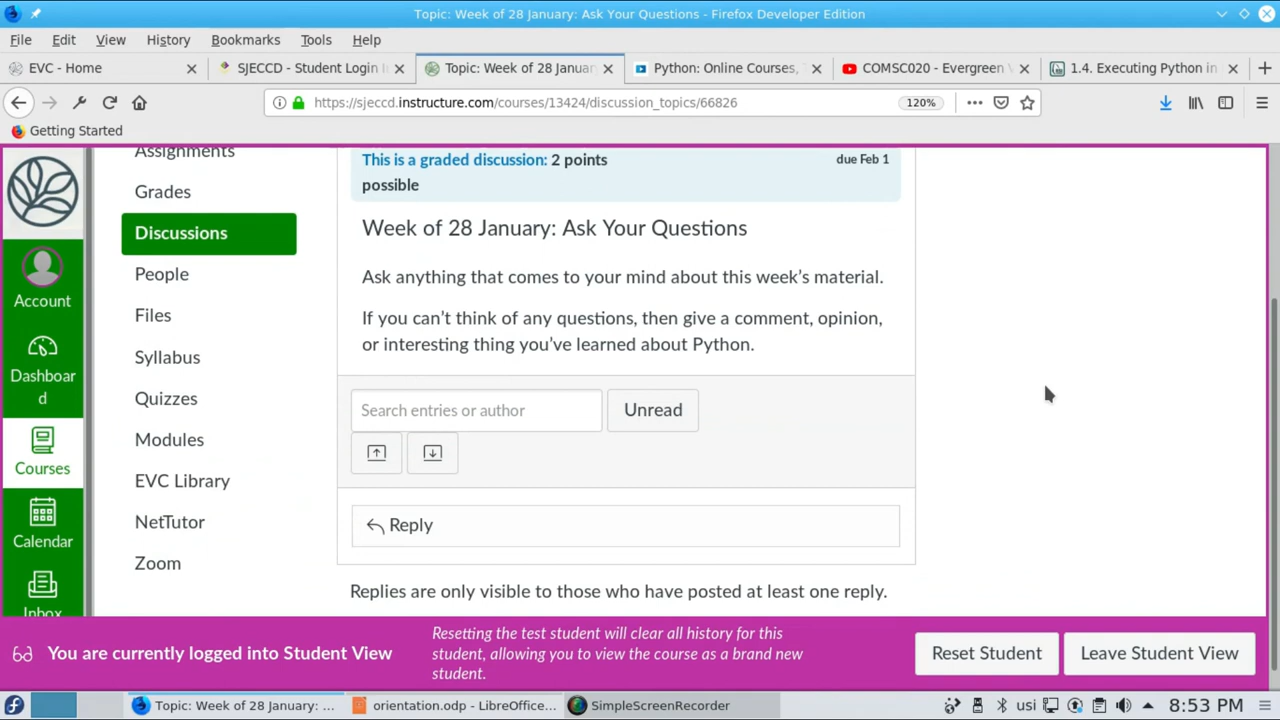 Topic: Week of 28 January: Ask Your Questions - Firefox Developer Edition
File Edit View History Bookmarks Tools Help
EVC - Home
SJECCD - Student Login I
Topic: Week of 28 Januar
Python: Online Courses,
COMSC020 - Evergreen
1.4. Executing Python in
https://sjeccd.instructure.com/courses/13424/discussion_topics/66826
120%
Getting Started
Assignments
Grades
Discussions
People
Files
Syllabus
Quizzes
Modules
EVC Library
NetTutor
Zoom
Account
Dashboar
d
Courses
Calendar
Inbox
This is a graded discussion: 2 points
possible
due Feb 1
Week of 28 January: Ask Your Questions
Ask anything that comes to your mind about this week’s material.
If you can’t think of any questions, then give a comment, opinion,
or interesting thing you’ve learned about Python.
Search entries or author
Unread
Reply
Replies are only visible to those who have posted at least one reply.
You are currently logged into Student View
Resetting the test student will clear all history for this
student, allowing you to view the course as a brand new
student.
Reset Student
Leave Student View
Topic: Week of 28 January: ...
orientation.odp - LibreOffice...
SimpleScreenRecorder
usi
8:53 PM